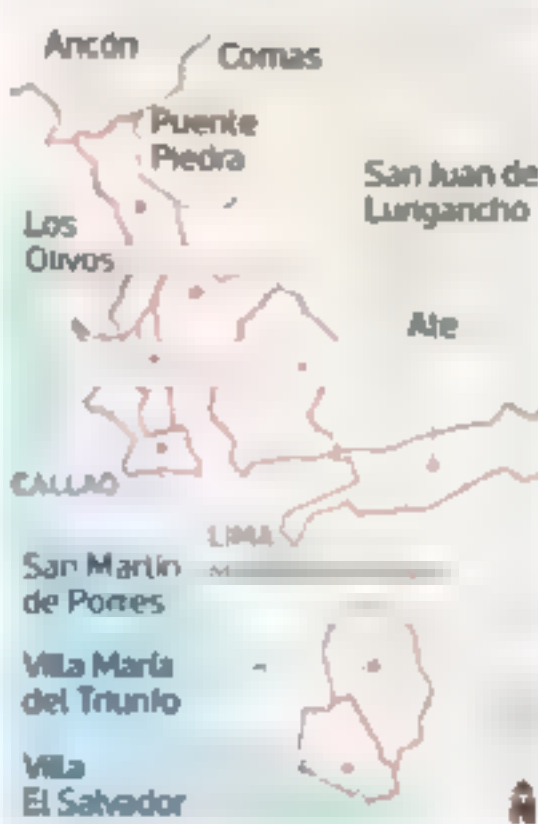 Ancón
Comas
Puente
Piedra
San Juan de
Lurigancho
Los
Olivos
Ate
CALLAO
LIMA
San Martín
de Porres
Villa María
del Triunfo
Villa
El Salvador